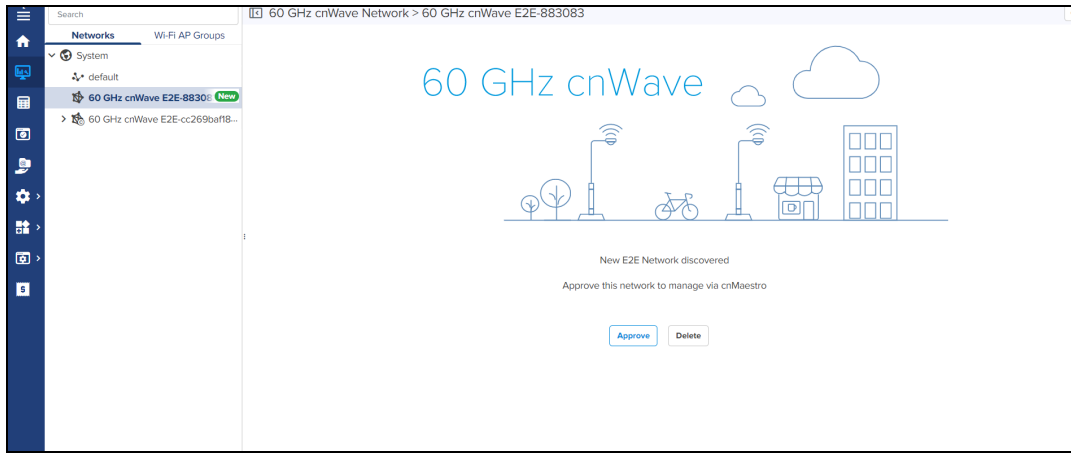 Search
60 GHz cnWave Network > 60 GHz cnWave E2E-883083
Networks
Wi-Fi AP Groups
System
default
60 GHz cnWave E2E-88308 New
60 GHz cnWave E2E-cc269baf18...
60 GHz cnWave
New E2E Network discovered
Approve this network to manage via cnMaestro
Approve
Delete
$